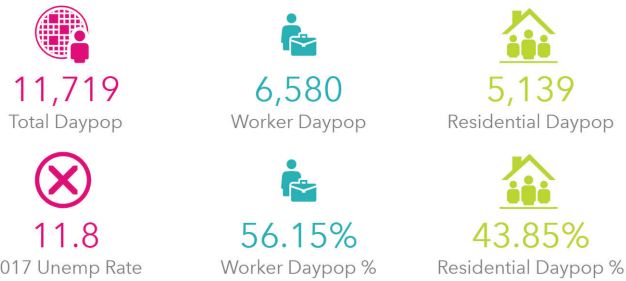 11,719 6,580 5,139
Total Daypop Worker Daypop Residential Daypop
11.8 56.15% 43.85%
017 Unemp Rate Worker Daypop % Residential Daypop %